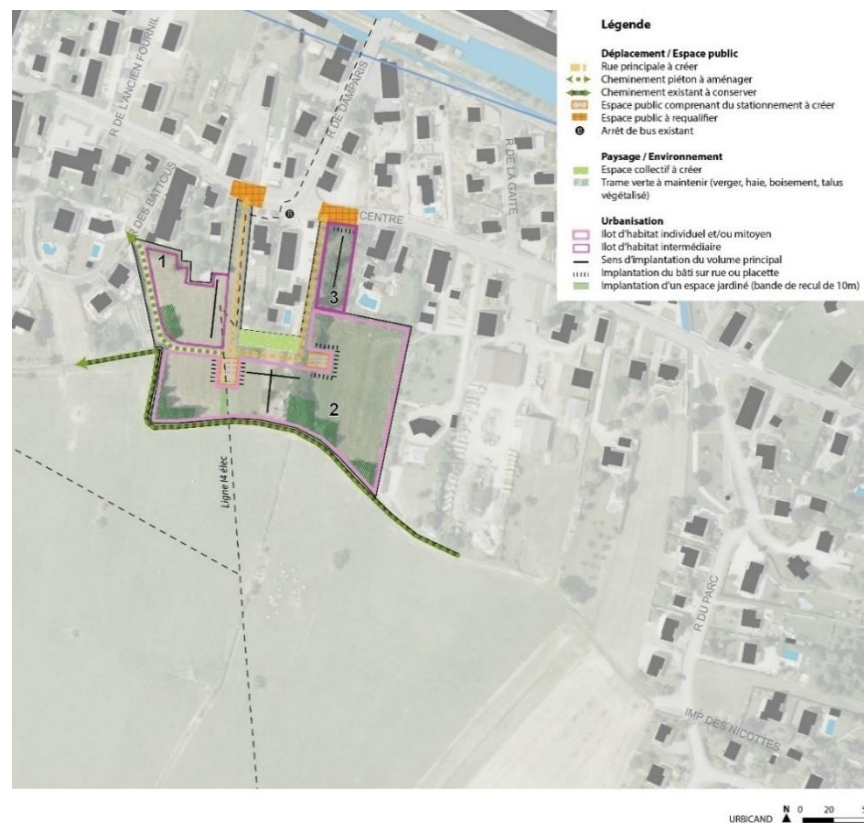 Légende
Déplacement / Espace public
Rue principale à créer
Cheminement piéton à aménager
Cheminement existant à conserver
Espace public comprenant du stationnement à créer
Espace public à requalifier
B Arrêt de bus existant
Paysage / Environnement
Espace collectif à créer
Trame verte à maintenir (verger, haie, boisement, talus
végétalisé)
Urbanisation
Ilot d'habitat individuel et/ou mitoyen
Ilot d'habitat intermédiaire
Sens d'implantation du volume principal
Implantation du bâti sur rue ou placette
Implantation d'un espace jardiné (bande de recul de 10m)
R DE L'ANCIEN FOURNIL
R DE DAMPARIS
R DE LA GAITE
DES BATTOUS
B
CENTRE
1
3
2
Ligne l4 élec
R DU PARC
IMP DES NICOTTES
URBICAND
N
0 20